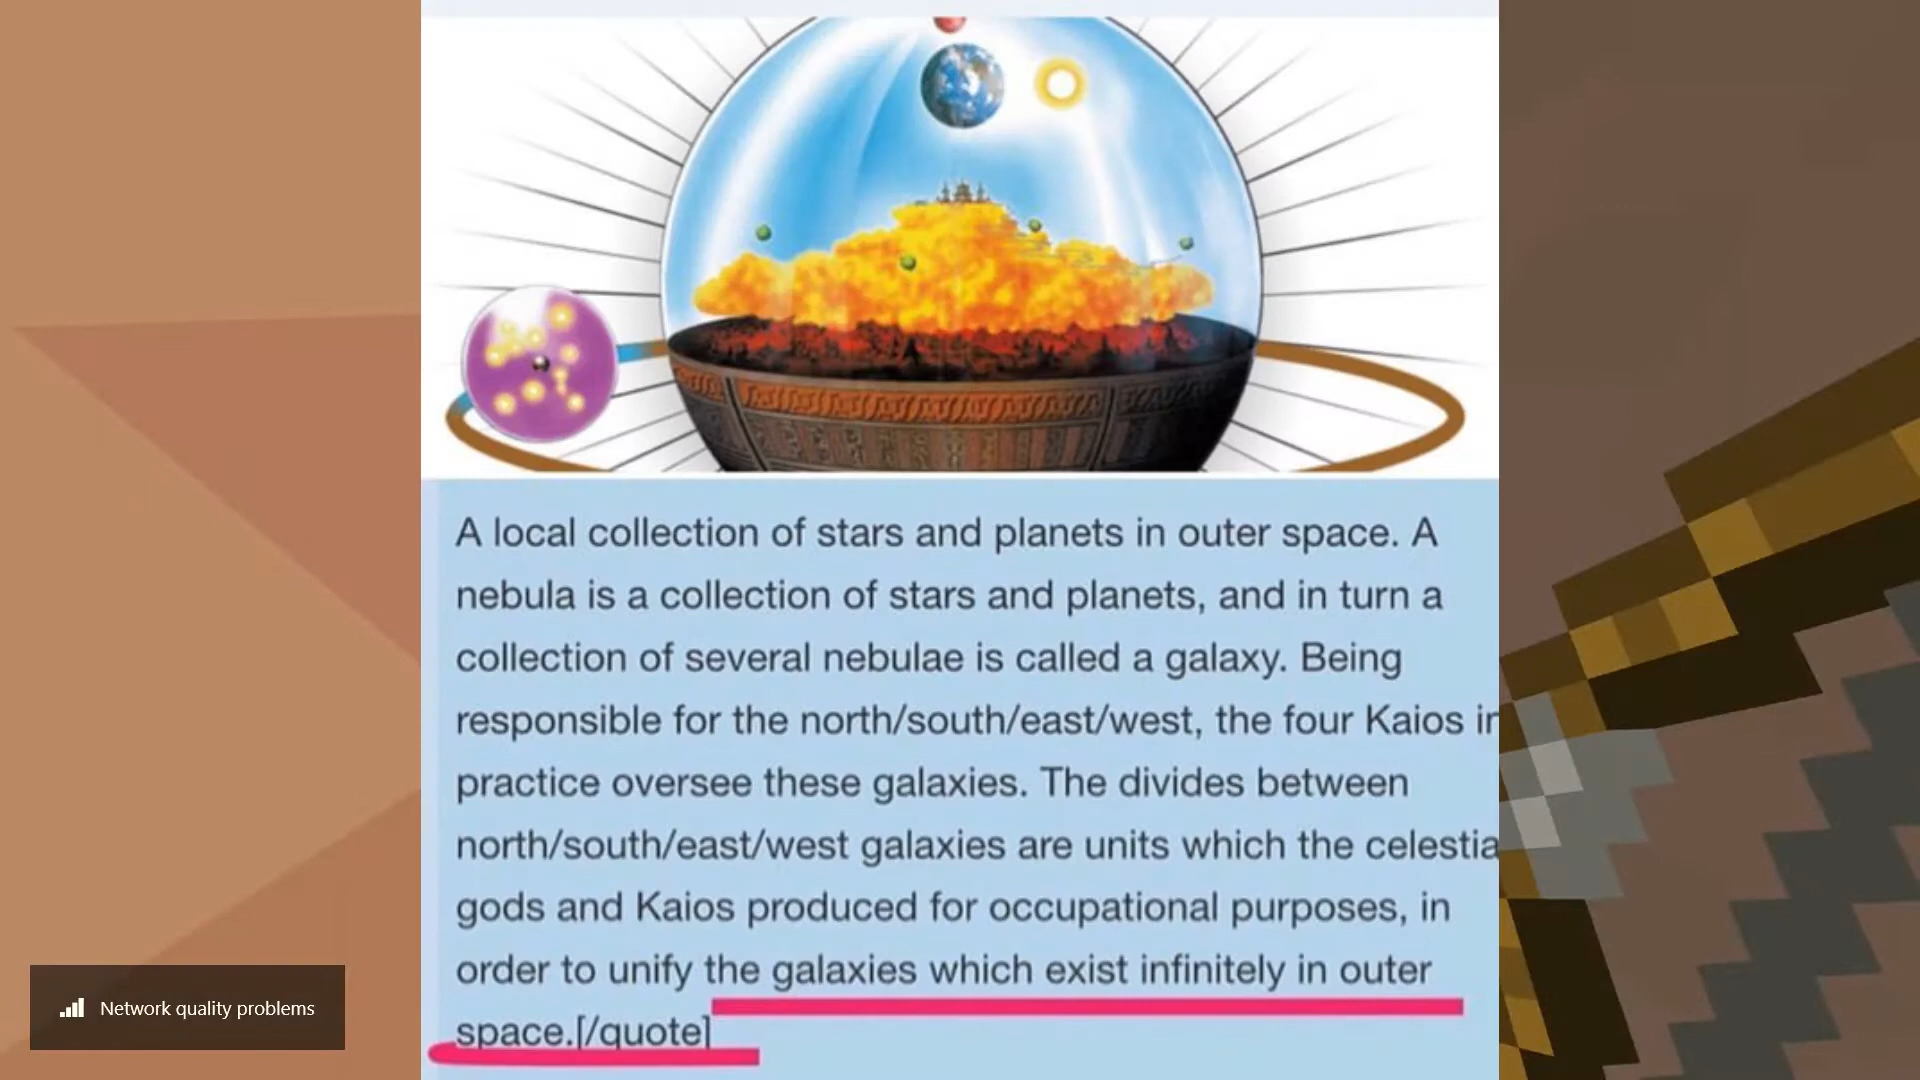 A local collection of stars and planets in outer space. A
nebula is a collection of stars and planets, and in turn a
collection of several nebulae is called a galaxy. Being
responsible for the north/south/east/west, the four Kaios in
practice oversee these galaxies. The divides between
north/south/east/west galaxies are units which the celestia
gods and Kaios produced for occupational purposes, in
order to unify the galaxies which exist infinitely in outer
space.[/quote]
Network quality problems